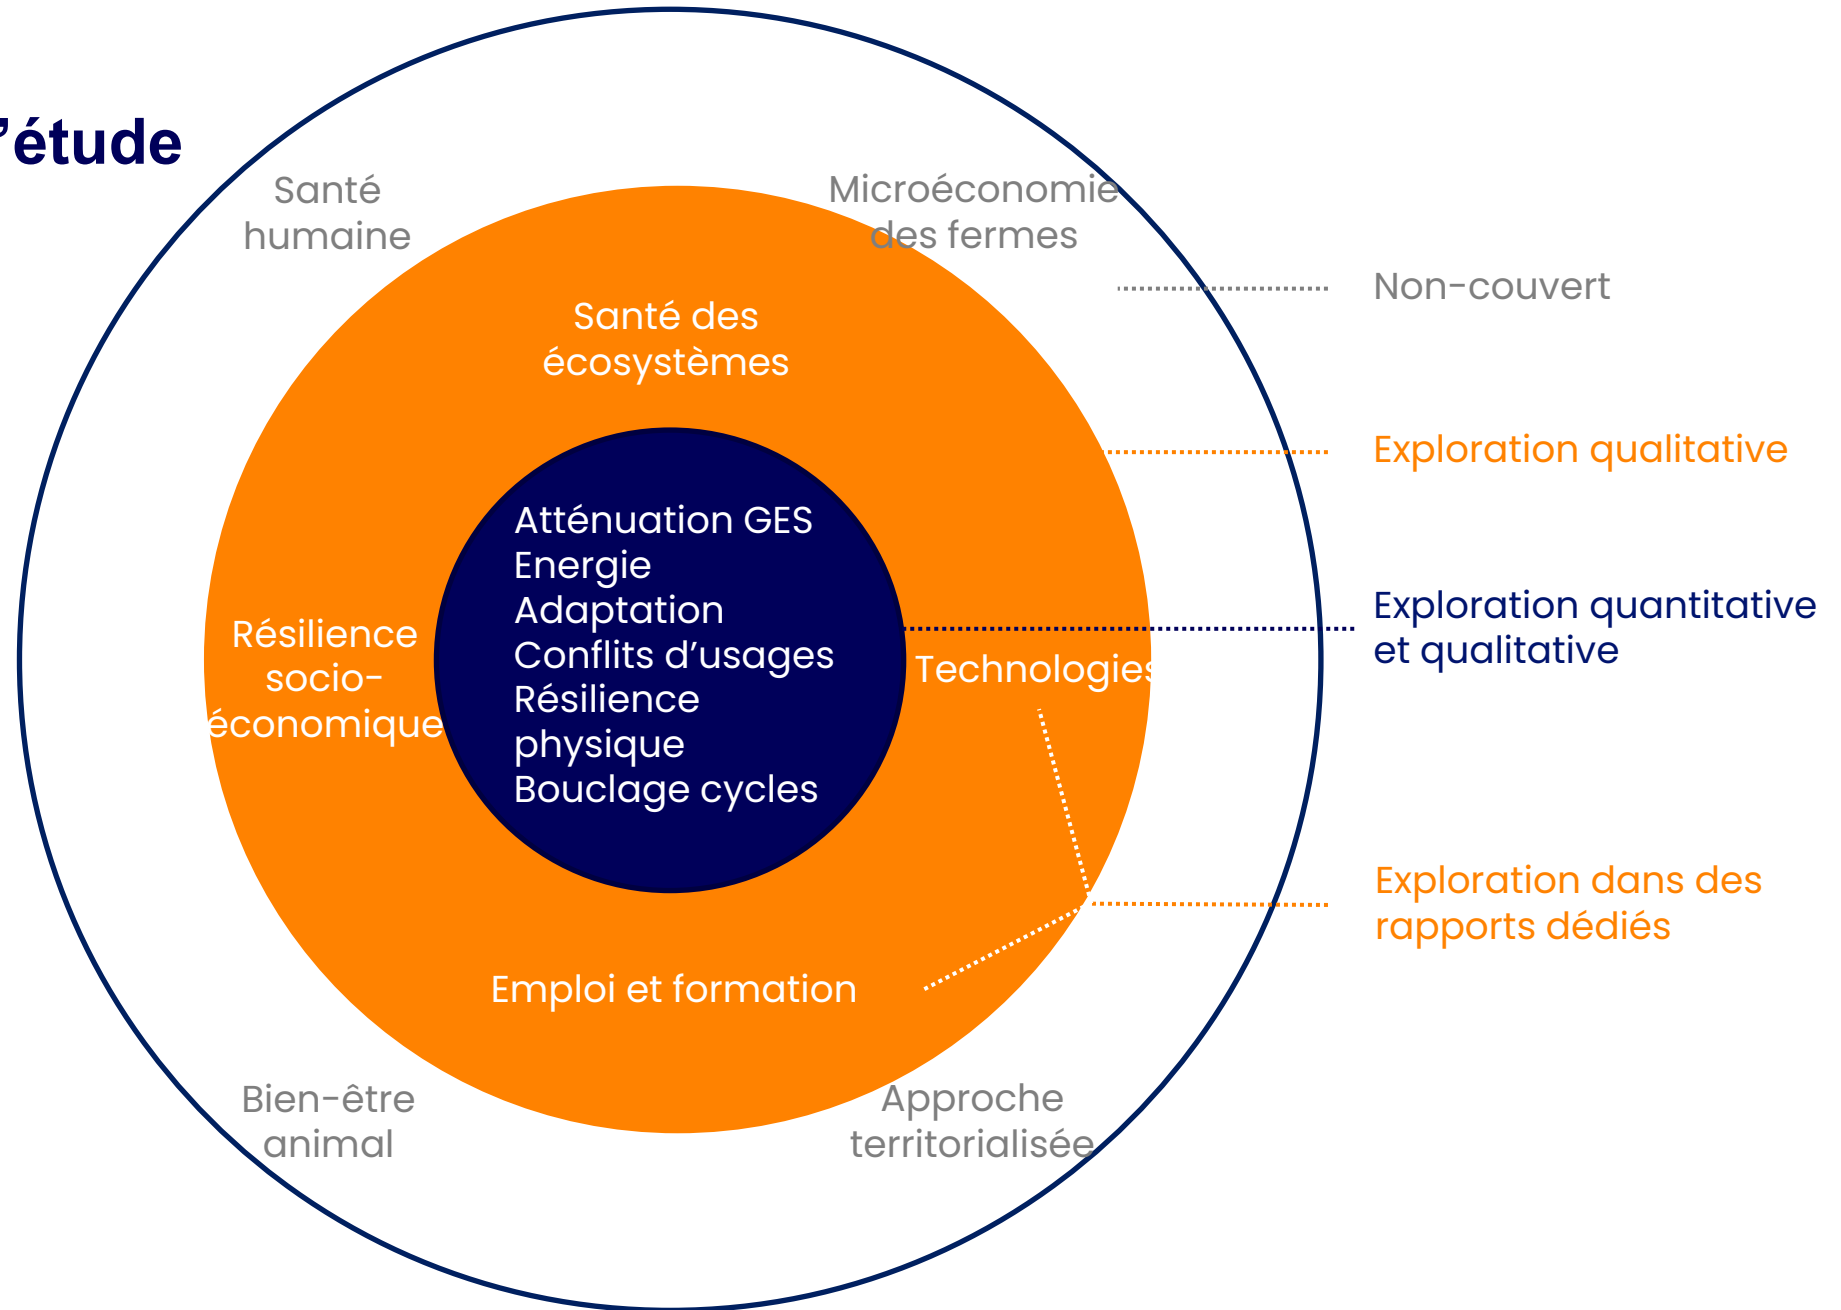 ’étude
Santé
humaine
Microéconomie
des fermes
Non-couvert
Santé des
écosystèmes
Exploration qualitative
Atténuation GES
Energie
Adaptation
Conflits d’usages
Résilience
physique
Bouclage cycles
Exploration quantitative
et qualitative
Résilience
socio-
économique
Technologies
Exploration dans des
rapports dédiés
Emploi et formation
Bien-être
animal
Approche
territorialisée